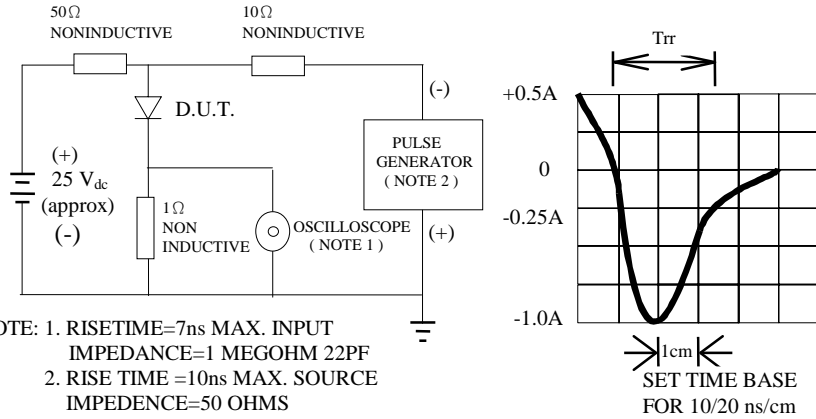 50Ω
NONINDUCTIVE
10Ω
NONINDUCTIVE
(-)
D.U.T.
PULSE
GENERATOR
( NOTE 2 )
(+)
25 Vdc
(approx)
(-)
1Ω
NON
INDUCTIVE
OSCILLOSCOPE
( NOTE 1 )
(+)
OTE: 1. RISETIME=7ns MAX. INPUT
IMPEDANCE=1 MEGOHM 22PF
2. RISE TIME =10ns MAX. SOURCE
IMPEDENCE=50 OHMS
Trr
+0.5A
0
-0.25A
-1.0A
1cm
SET TIME BASE
FOR 10/20 ns/cm